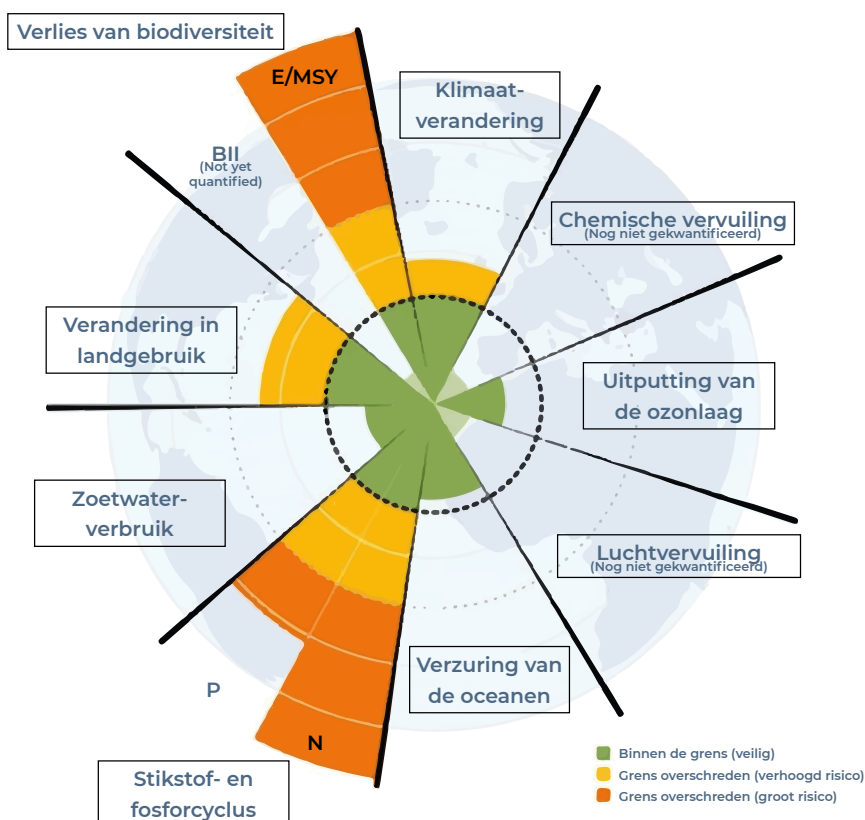 Verlies van biodiversiteit
E/MSY
Klimaat-
verandering
BII
(Not yet
quantified)
Chemische vervuiling
(Nog niet gekwantificeerd)
Verandering in
landgebruik
Uitputting van
de ozonlaag
Zoetwater-
verbruik
Luchtvervuiling
(Nog niet gekwantificeerd)
Verzuring van
de oceanen
P
N
Stikstof- en
fosforcyclus
Binnen de grens (veilig)
Grens overschreden (verhoogd risico)
Grens overschreden (groot risico)